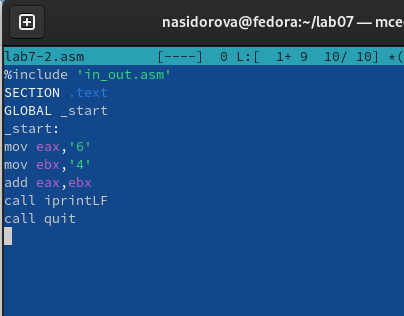 nasidorova@fedora:~/lab07 — mce
lab7-2.asm [----] 0 L:[ 1+ 9 10/ 10] *(
%include 'in_out.asm'
SECTION .text
GLOBAL _start
_start:
mov eax,'6'
mov ebx,'4'
add eax,ebx
call iprintLF
call quit